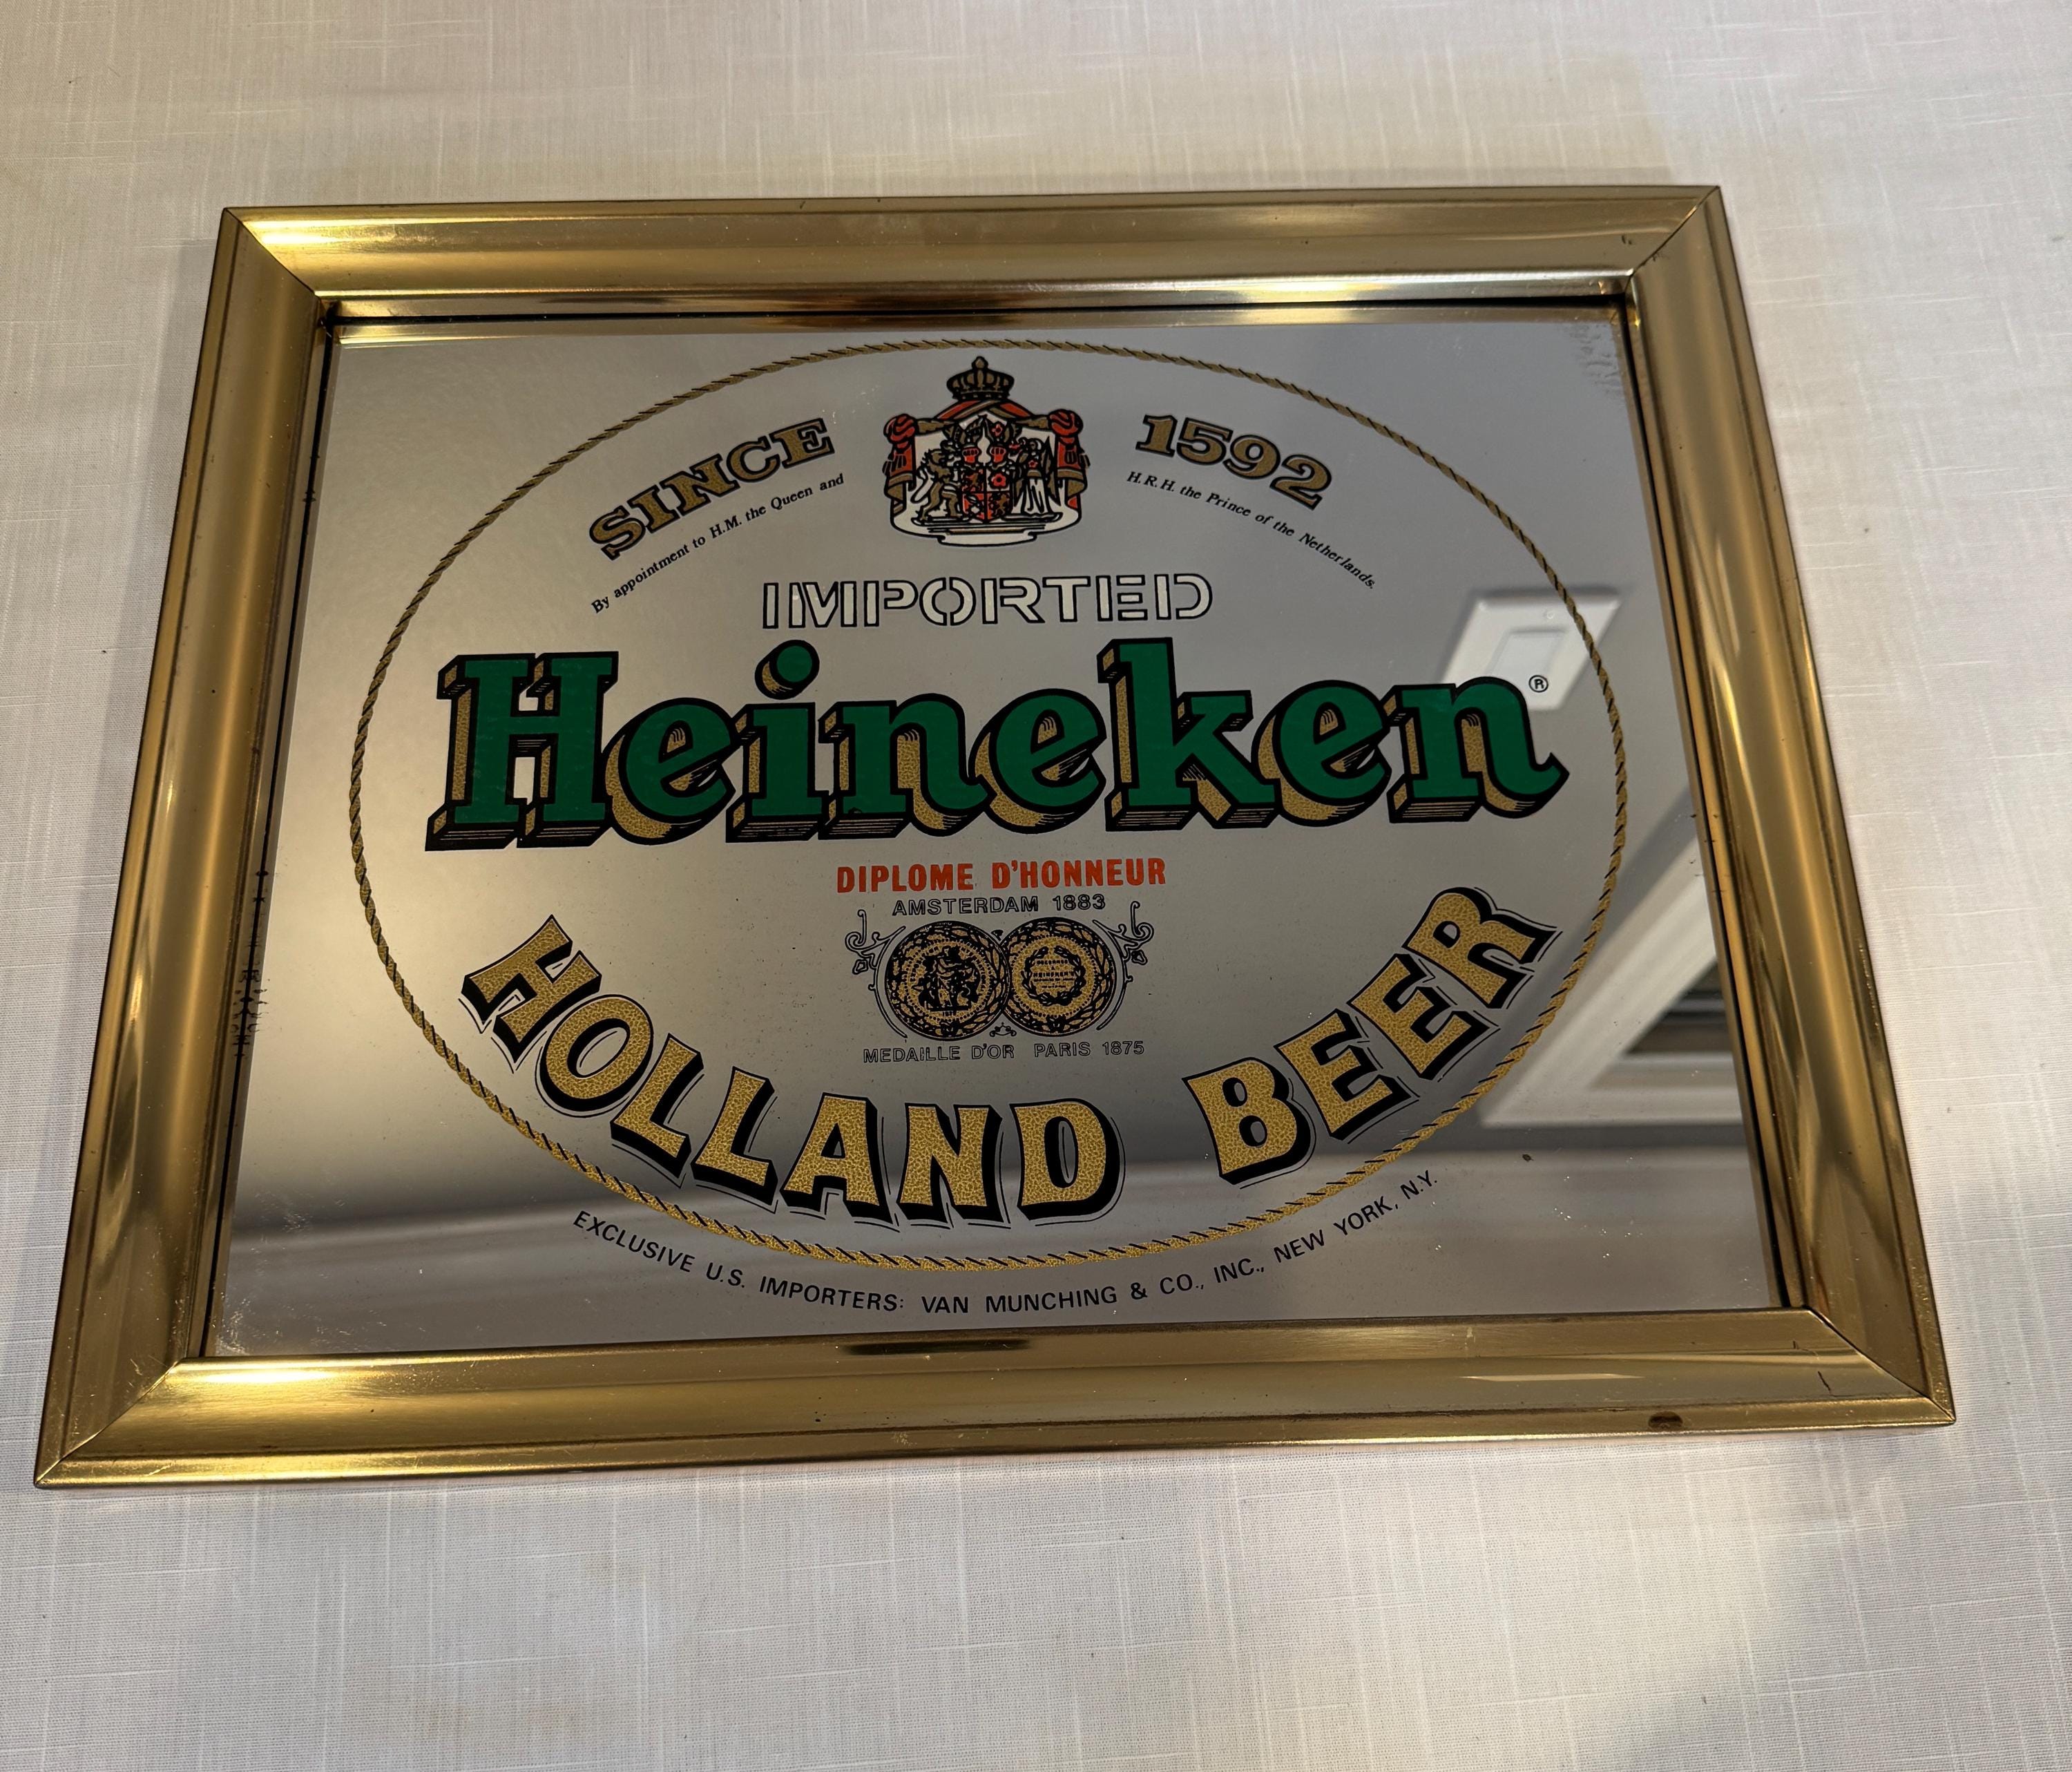 SINCE 1592
By appointment to H.M. the Queen and H.R.H. the Prince of the Netherlands.
IMPORTED
Heineken®
DIPLOME D'HONNEUR
AMSTERDAM 1883
MEDAILLE D'OR PARIS 1875
HOLLAND BEER
EXCLUSIVE U.S. IMPORTERS: VAN MUNCHING & CO., INC., NEW YORK, N.Y.